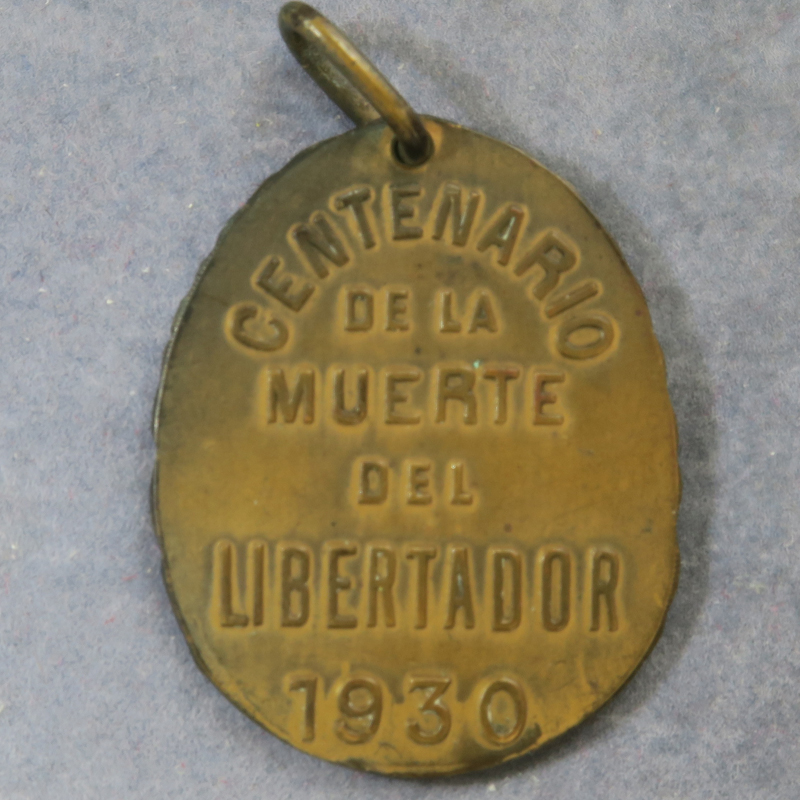 CENTENARIO
DE LA
MUERTE
DEL
LIBERTADOR
1930